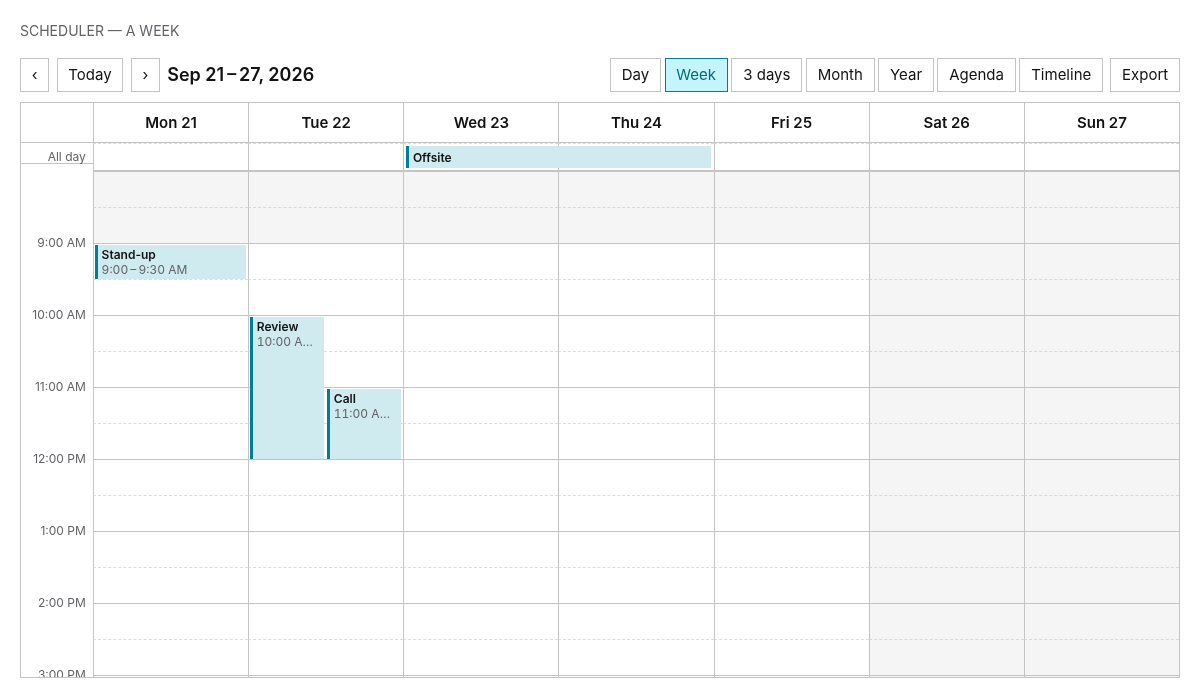 SCHEDULER — A WEEK
‹ Today › Sep 21 – 27, 2026 Day Week 3 days Month Year Agenda Timeline Export
Mon 21 Tue 22 Wed 23 Thu 24 Fri 25 Sat 26 Sun 27
All day Offsite
9:00 AM
Stand-up
9:00 – 9:30 AM
10:00 AM
Review
10:00 A...
11:00 AM
Call
11:00 A...
12:00 PM
1:00 PM
2:00 PM
3:00 PM